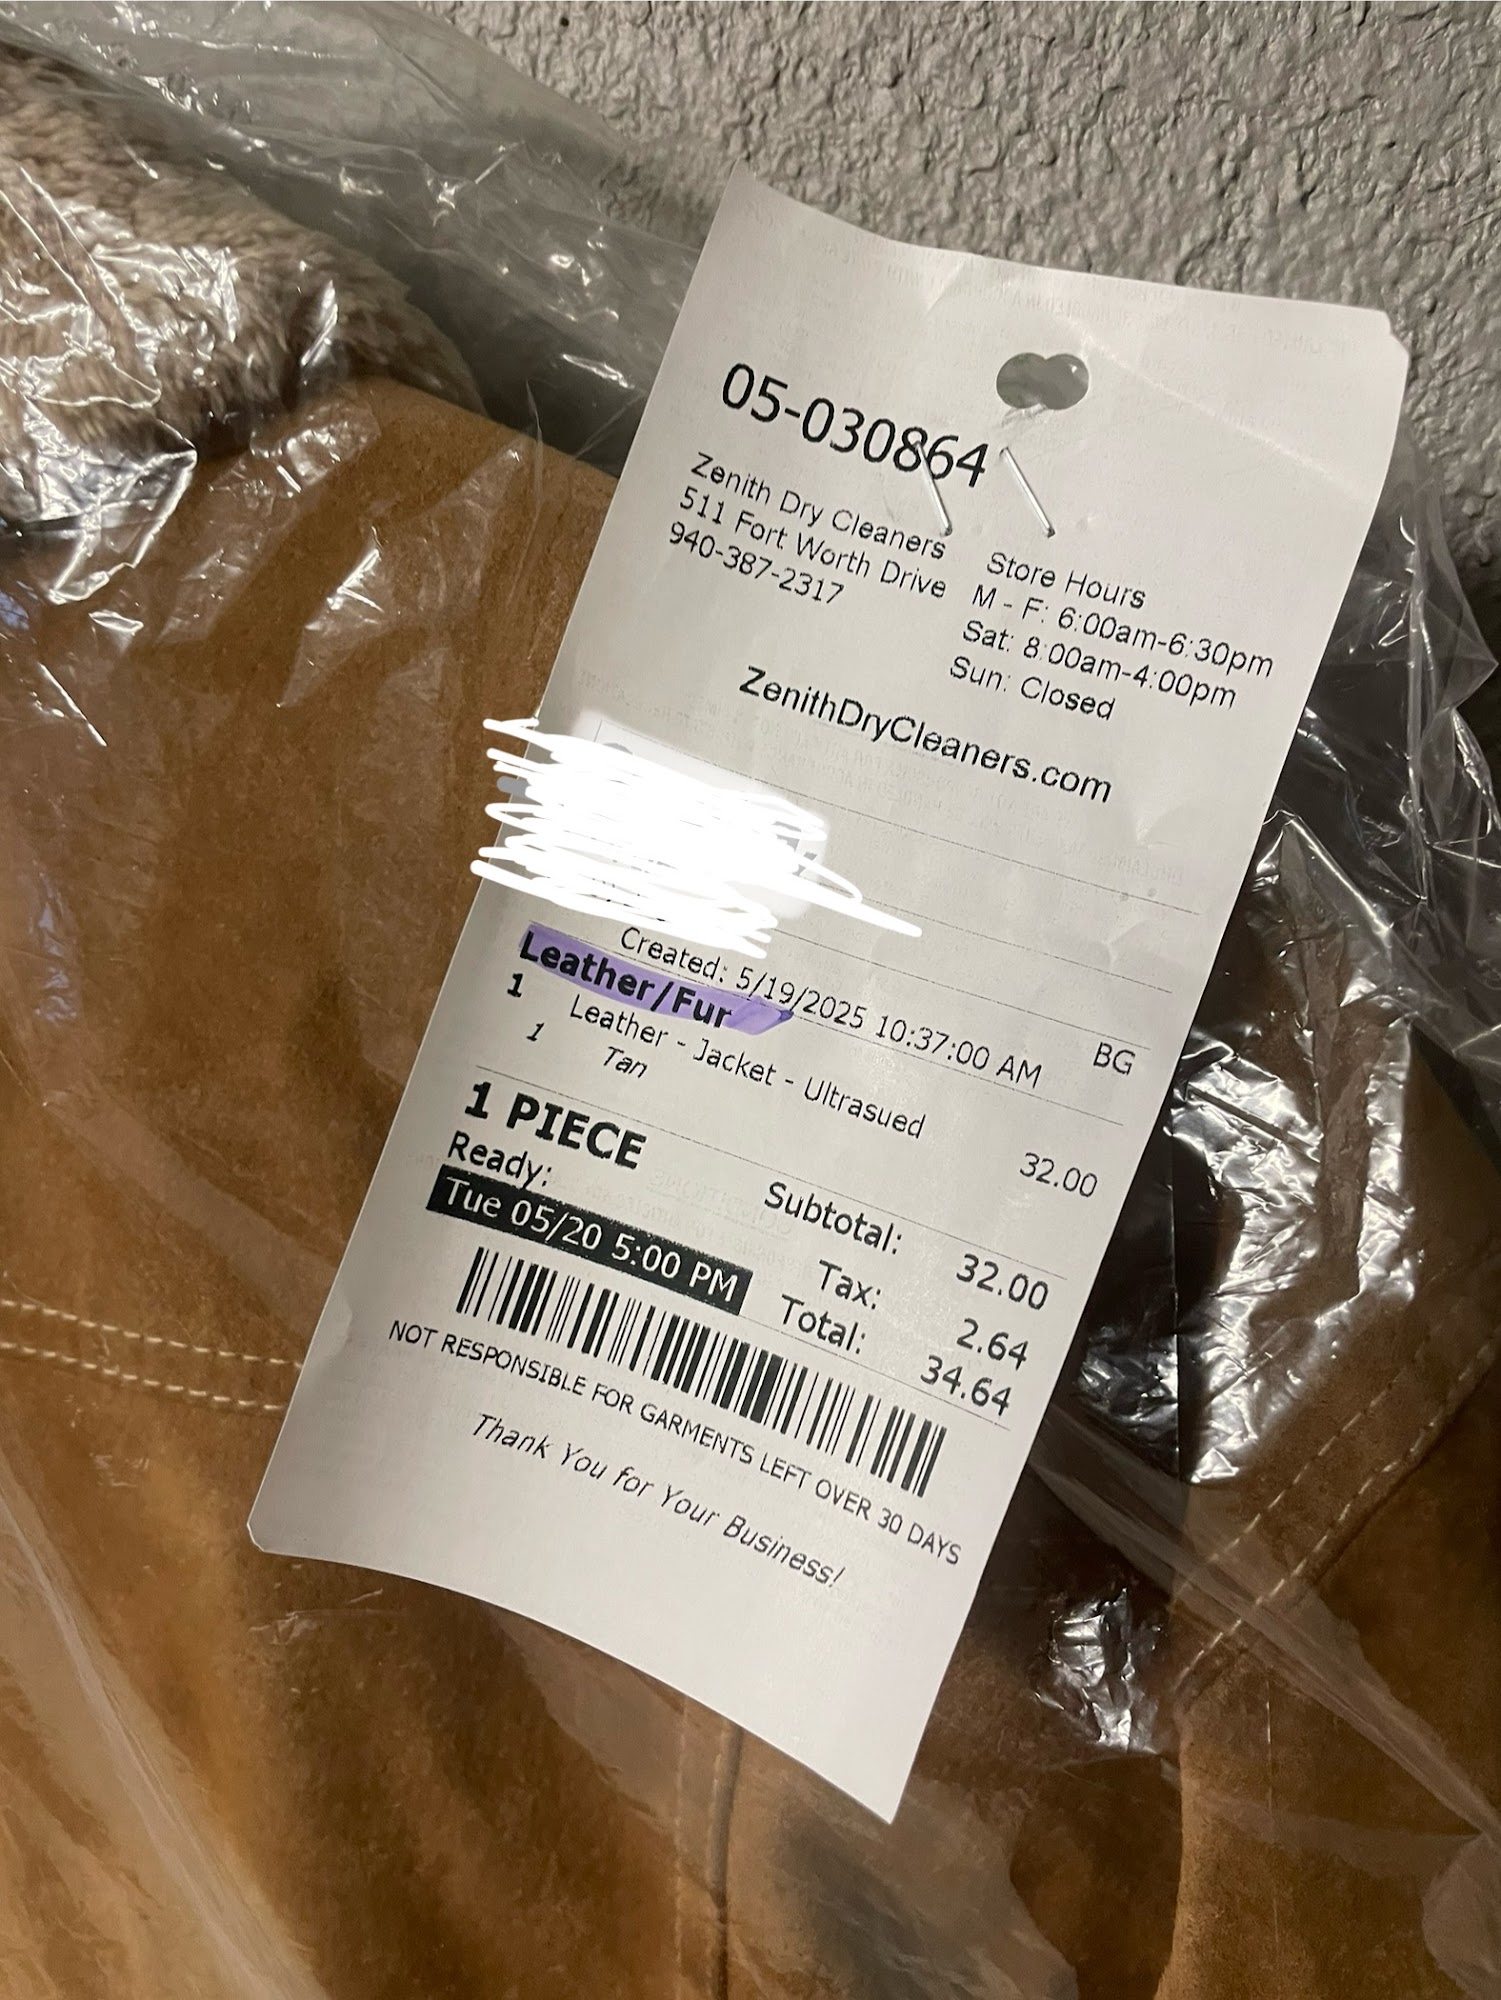 05-030864
Zenith Dry Cleaners
511 Fort Worth Drive
940-387-2317
Store Hours
M - F: 6:00am-6:30pm
Sat: 8:00am-4:00pm
Sun: Closed
ZenithDryCleaners.com
Created: 5/19/2025 10:37:00 AM
BG
Leather/Fur
1 Leather - Jacket - Ultrasued 32.00
1 Tan
1 PIECE
Ready:
Tue 05/20 5:00 PM
Subtotal: 32.00
Tax: 2.64
Total: 34.64
NOT RESPONSIBLE FOR GARMENTS LEFT OVER 30 DAYS
Thank You for Your Business!